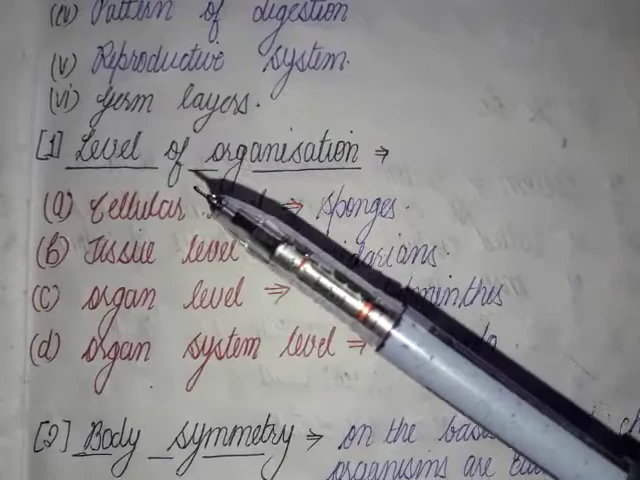 (iv) Pattern of digestion
(v) Reproductive system.
(vi) Germ layers.
[1] Level of organisation →
(a) Cellular ⇒ sponges.
(b) Tissue level
(c) organ level ⇒
(d) organ system level ⇒
[2] Body symmetry ⇒ on the
organisms are